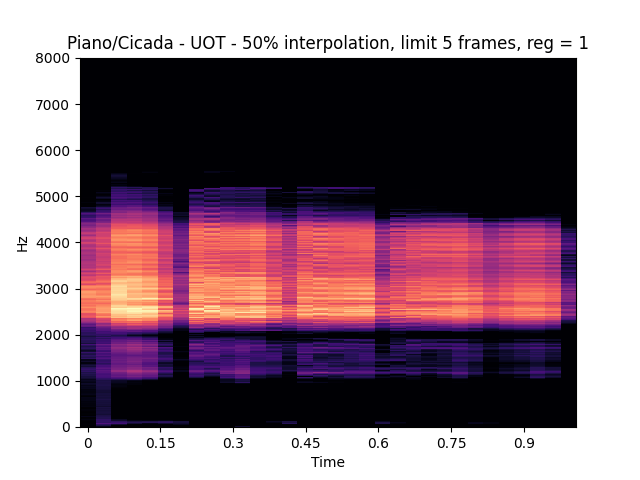 Piano/Cicada - UOT - 50% interpolation, limit 5 frames, reg = 1
8000
7000
6000
5000
4000
3000
2000
1000
0
Hz
0 0.15 0.3 0.45 0.6 0.75 0.9
Time